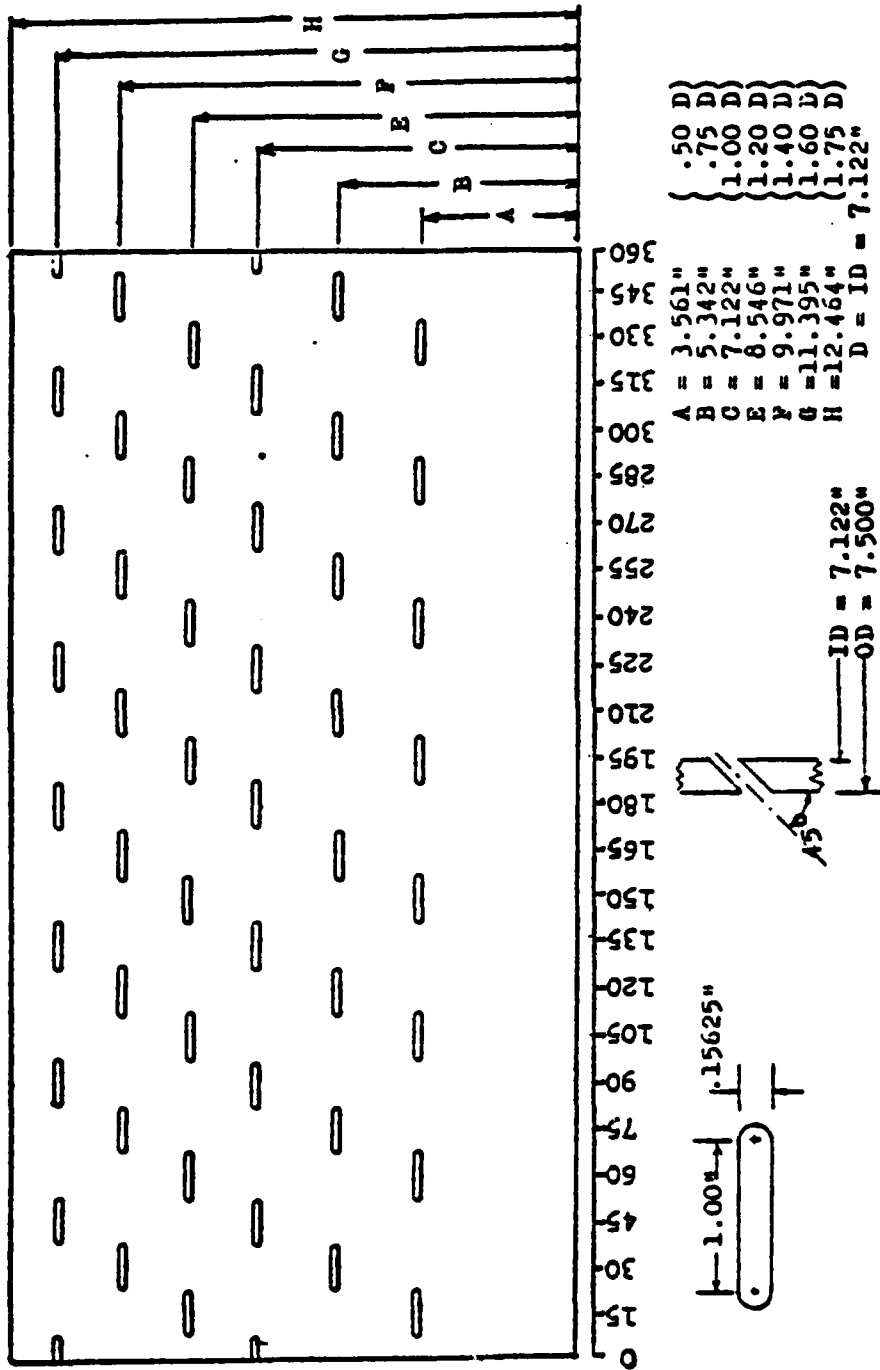 H
G
F
E
C
B
A
0 15 30 45 60 75 90 105 120 135 150 165 180 195 210 225 240 255 270 285 300 315 330 345 360
1.00"
.15625"
45°
ID = 7.122"
OD = 7.500"
A = 3.561" ( .50 D)
B = 5.342" ( .75 D)
C = 7.122" (1.00 D)
E = 8.546" (1.20 D)
F = 9.971" (1.40 D)
G =11.395" (1.60 D)
H =12.464" (1.75 D)
D = ID = 7.122"